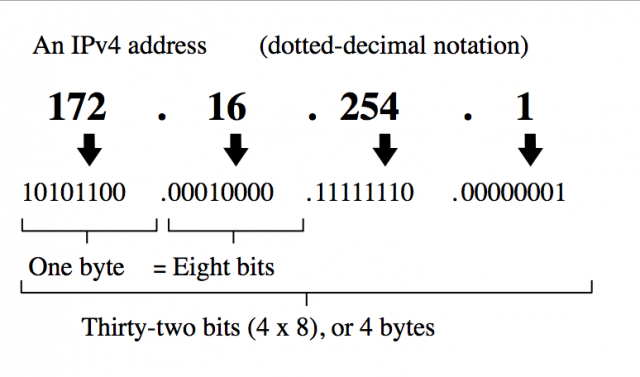 An IPv4 address (dotted-decimal notation)
172 . 16 . 254 . 1
10101100 .00010000 .11111110 .00000001
One byte = Eight bits
Thirty-two bits (4 x 8), or 4 bytes